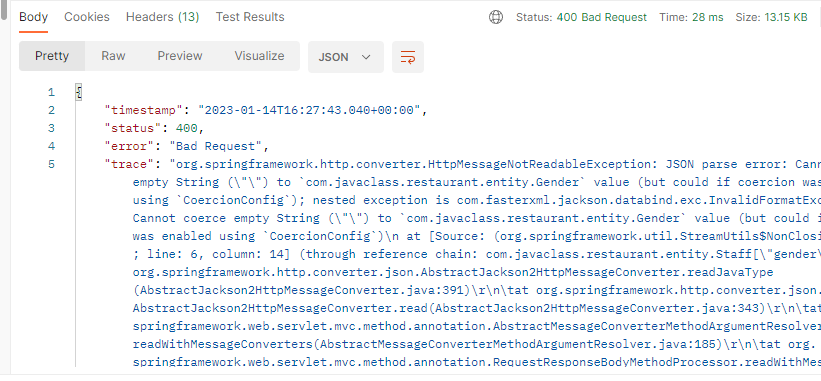 Body Cookies Headers (13) Test Results Status: 400 Bad Request Time: 28 ms Size: 13.15 KB
Pretty Raw Preview Visualize JSON
1 {
2 "timestamp": "2023-01-14T16:27:43.040+00:00",
3 "status": 400,
4 "error": "Bad Request",
5 "trace": "org.springframework.http.converter.HttpMessageNotReadableException: JSON parse error: Cann
empty String (\"\") to `com.javaclass.restaurant.entity.Gender` value (but could if coercion was
using `CoercionConfig`); nested exception is com.fasterxml.jackson.databind.exc.InvalidFormatExc
Cannot coerce empty String (\"\") to `com.javaclass.restaurant.entity.Gender` value (but could i
was enabled using `CoercionConfig`)\n at [Source: (org.springframework.util.StreamUtils$NonClosi
; line: 6, column: 14] (through reference chain: com.javaclass.restaurant.entity.Staff[\"gender\
org.springframework.http.converter.json.AbstractJackson2HttpMessageConverter.readJavaType
(AbstractJackson2HttpMessageConverter.java:391)\r\n\tat org.springframework.http.converter.json.
AbstractJackson2HttpMessageConverter.read(AbstractJackson2HttpMessageConverter.java:343)\r\n\tat
springframework.web.servlet.mvc.method.annotation.AbstractMessageConverterMethodArgumentResolver
readWithMessageConverters(AbstractMessageConverterMethodArgumentResolver.java:185)\r\n\tat org.
springframework.web.servlet.mvc.method.annotation.RequestResponseBodyMethodProcessor.readWithMes